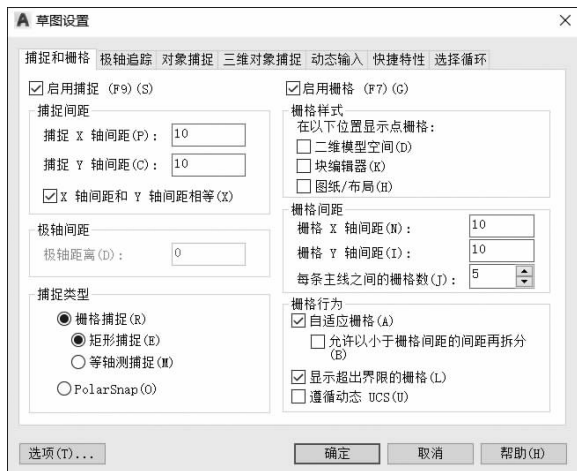 草图设置
捕捉和栅格 极轴追踪 对象捕捉 三维对象捕捉 动态输入 快捷特性 选择循环
启用捕捉 (F9)(S)
捕捉间距
捕捉 X 轴间距(P): 10
捕捉 Y 轴间距(C): 10
X 轴间距和 Y 轴间距相等(X)
极轴间距
极轴距离(D): 0
捕捉类型
栅格捕捉(R)
矩形捕捉(E)
等轴测捕捉(M)
PolarSnap(O)
启用栅格 (F7)(G)
栅格样式
在以下位置显示点栅格:
二维模型空间(D)
块编辑器(K)
图纸/布局(H)
栅格间距
栅格 X 轴间距(N): 10
栅格 Y 轴间距(I): 10
每条主线之间的栅格数(J): 5
栅格行为
自适应栅格(A)
允许以小于栅格间距的间距再拆分
(B)
显示超出界限的栅格(L)
遵循动态 UCS(U)
选项(T)... 确定 取消 帮助(H)